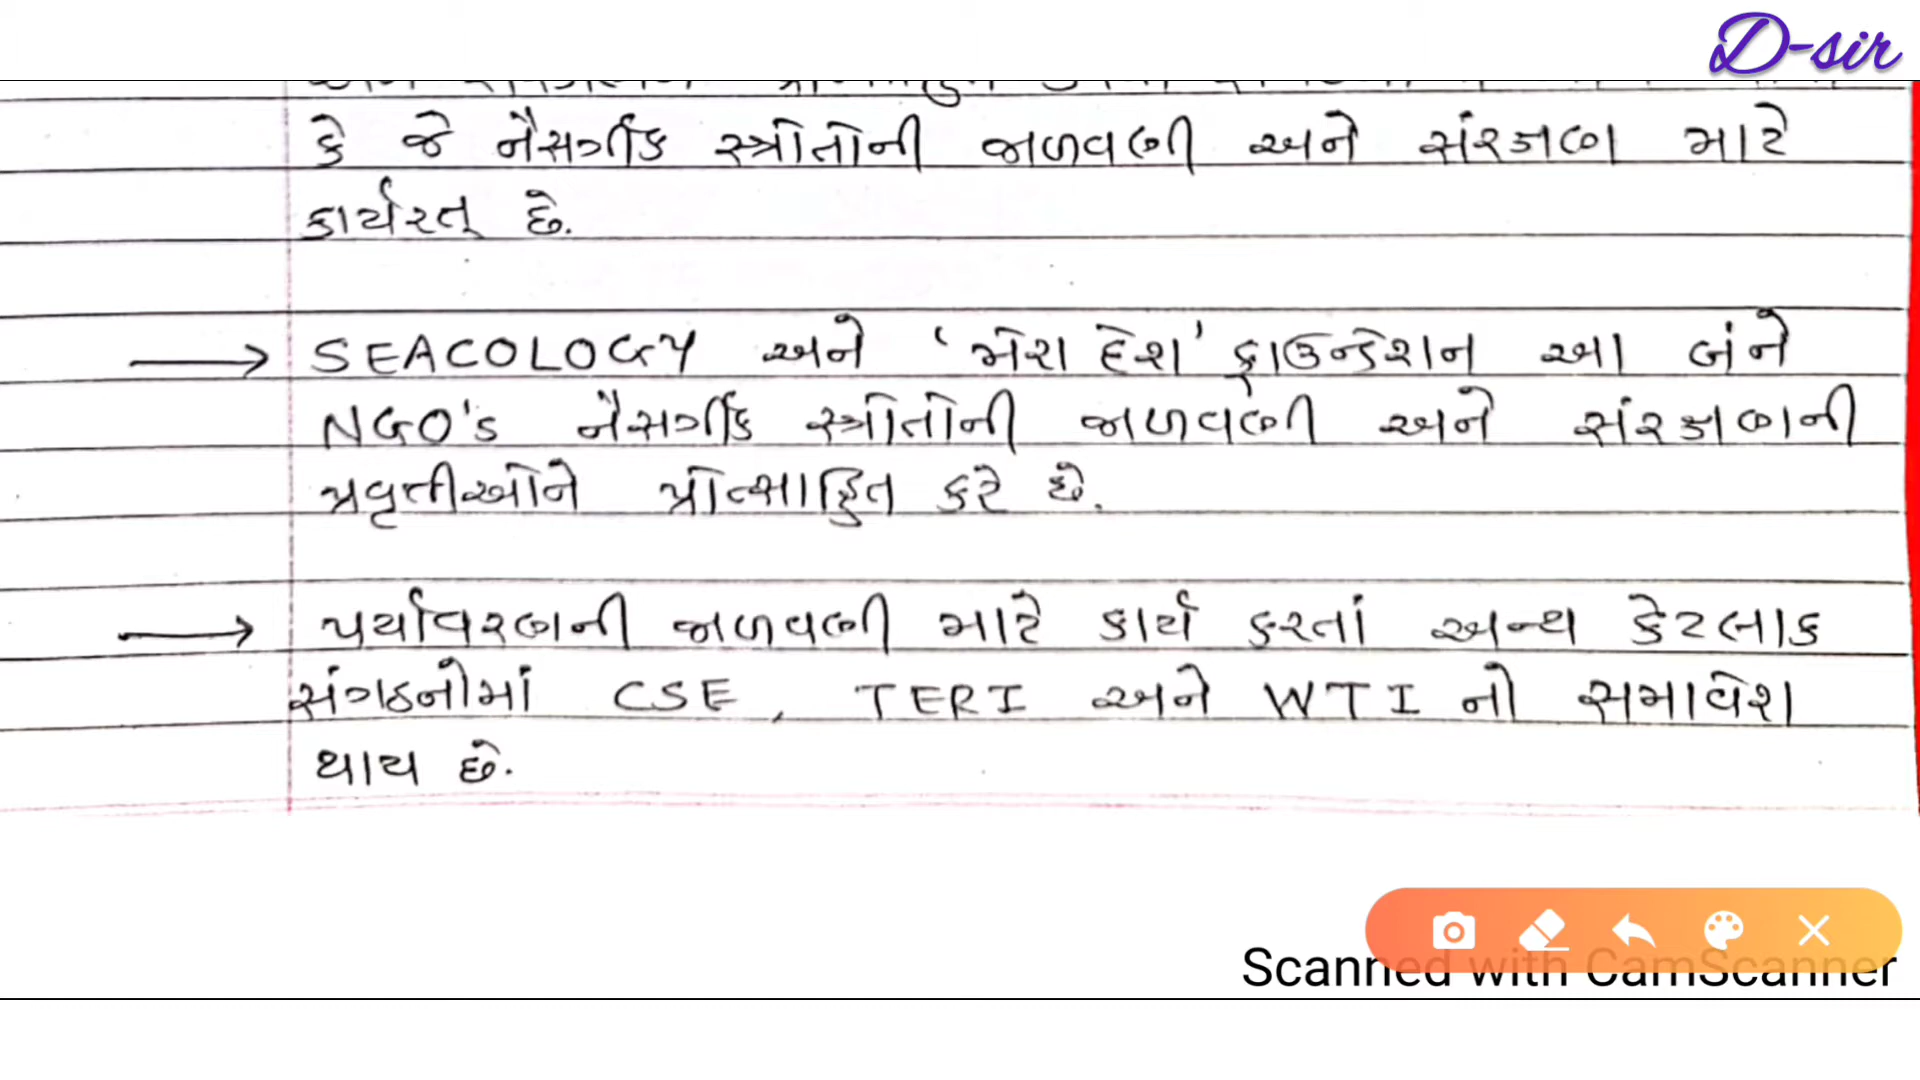 D-sir
કે જે નૈસર્ગીક સ્ત્રોતોની જાળવણી અને સંરક્ષણ માટે
કાર્યરત્ છે.
→ SEACOLOGY અને 'મેરા દેશ' ફાઉન્ડેશન આ બંને
NGO's નૈસર્ગીક સ્ત્રોતોની જાળવણી અને સંરક્ષણની
પ્રવૃત્તીઓને પ્રોત્સાહિત કરે છે.
→ પર્યાવરણની જાળવણી માટે કાર્ય કરતાં અન્ય કેટલાક
સંગઠનોમાં CSE, TERI અને WTI નો સમાવેશ
થાય છે.
Scanned with CamScanner